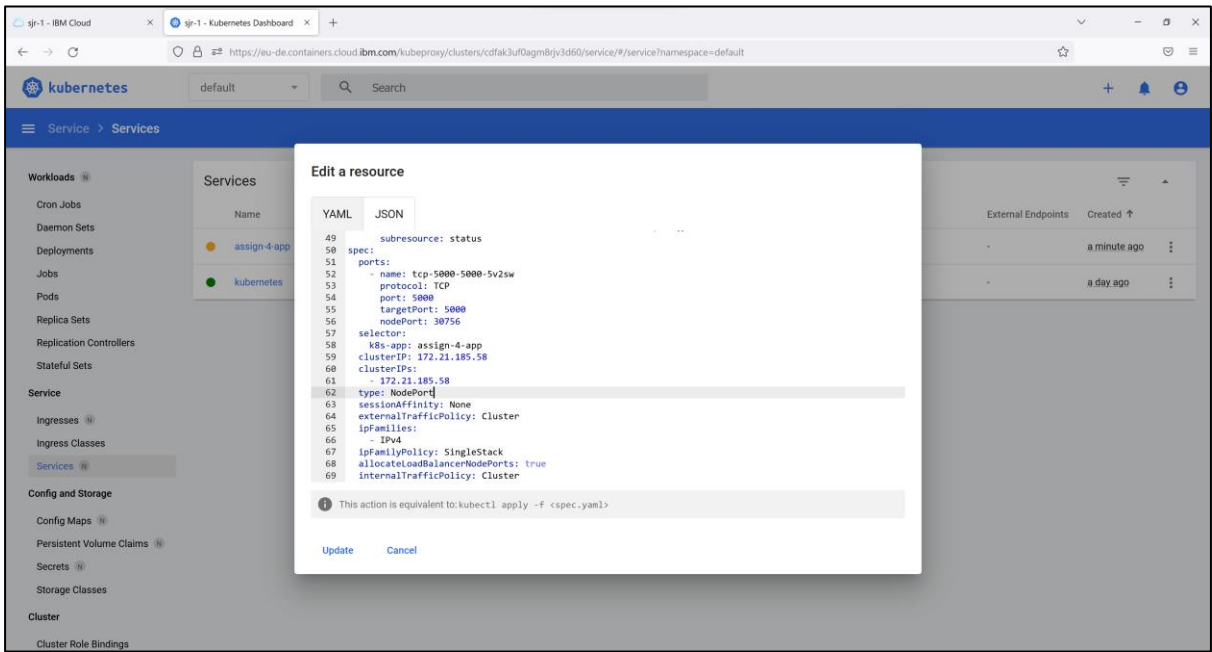 sjr-1 - IBM Cloud
sjr-1 - Kubernetes Dashboard
https://eu-de.containers.cloud.ibm.com/kubeproxy/clusters/cdfak3uf0agm8rjv3d60/service/#/service?namespace=default
kubernetes
default
Search
Service > Services
Workloads N
Cron Jobs
Daemon Sets
Deployments
Jobs
Pods
Replica Sets
Replication Controllers
Stateful Sets
Service
Ingresses N
Ingress Classes
Services N
Config and Storage
Config Maps N
Persistent Volume Claims N
Secrets N
Storage Classes
Cluster
Cluster Role Bindings
Services
Name
External Endpoints
Created
assign-4-app
-
a minute ago
kubernetes
-
a day ago
Edit a resource
YAML JSON
49 subresource: status
50 spec:
51 ports:
52 - name: tcp-5000-5000-5v2sw
53 protocol: TCP
54 port: 5000
55 targetPort: 5000
56 nodePort: 30756
57 selector:
58 k8s-app: assign-4-app
59 clusterIP: 172.21.185.58
60 clusterIPs:
61 - 172.21.185.58
62 type: NodePort
63 sessionAffinity: None
64 externalTrafficPolicy: Cluster
65 ipFamilies:
66 - IPv4
67 ipFamilyPolicy: SingleStack
68 allocateLoadBalancerNodePorts: true
69 internalTrafficPolicy: Cluster
This action is equivalent to: kubectl apply -f <spec.yaml>
Update Cancel